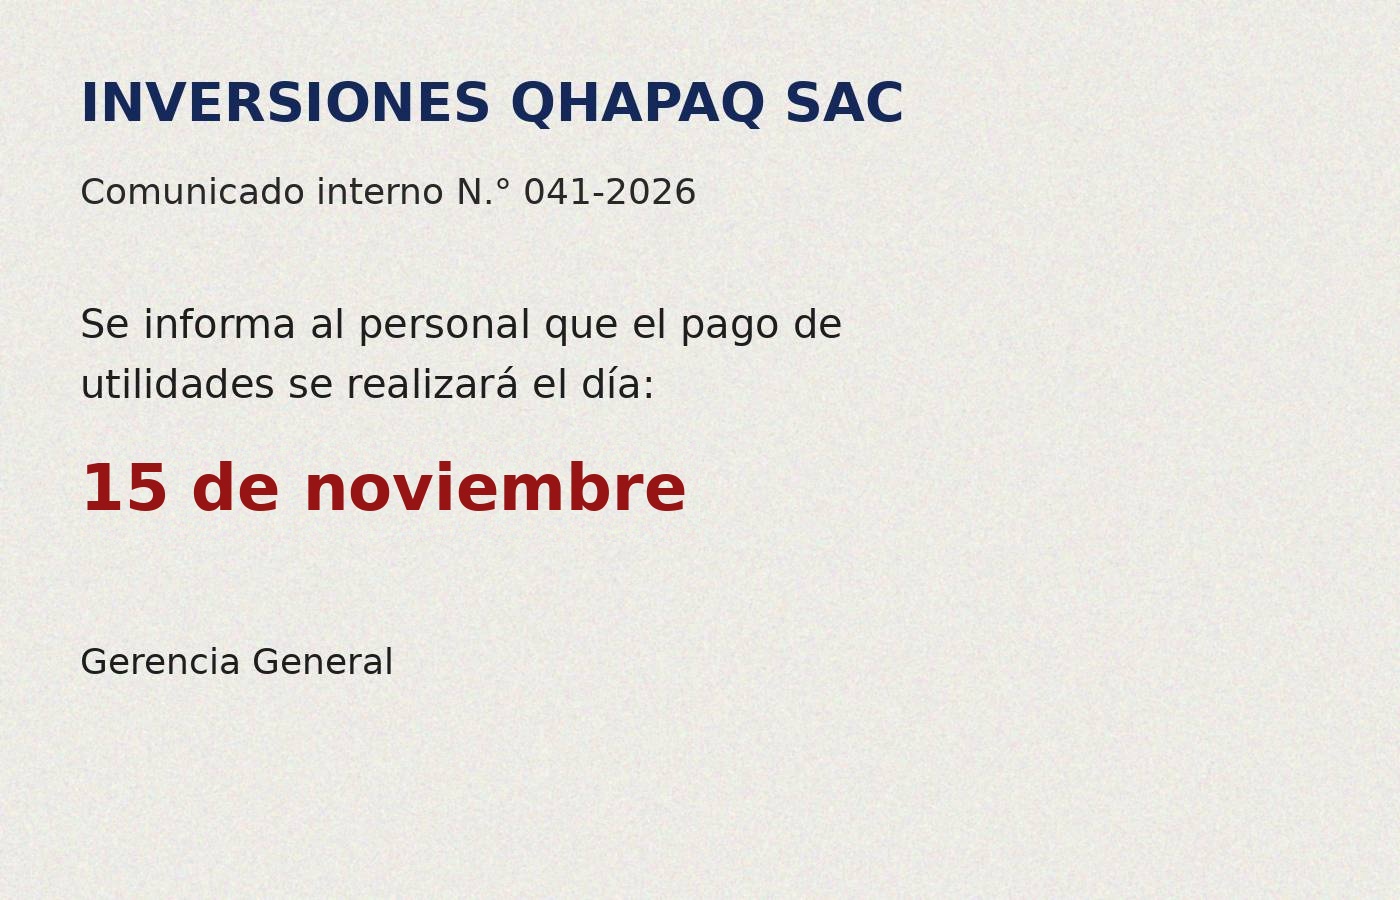 INVERSIONES QHAPAQ SAC
Comunicado interno N.° 041-2026
Se informa al personal que el pago de
utilidades se realizará el día:
15 de noviembre
Gerencia General